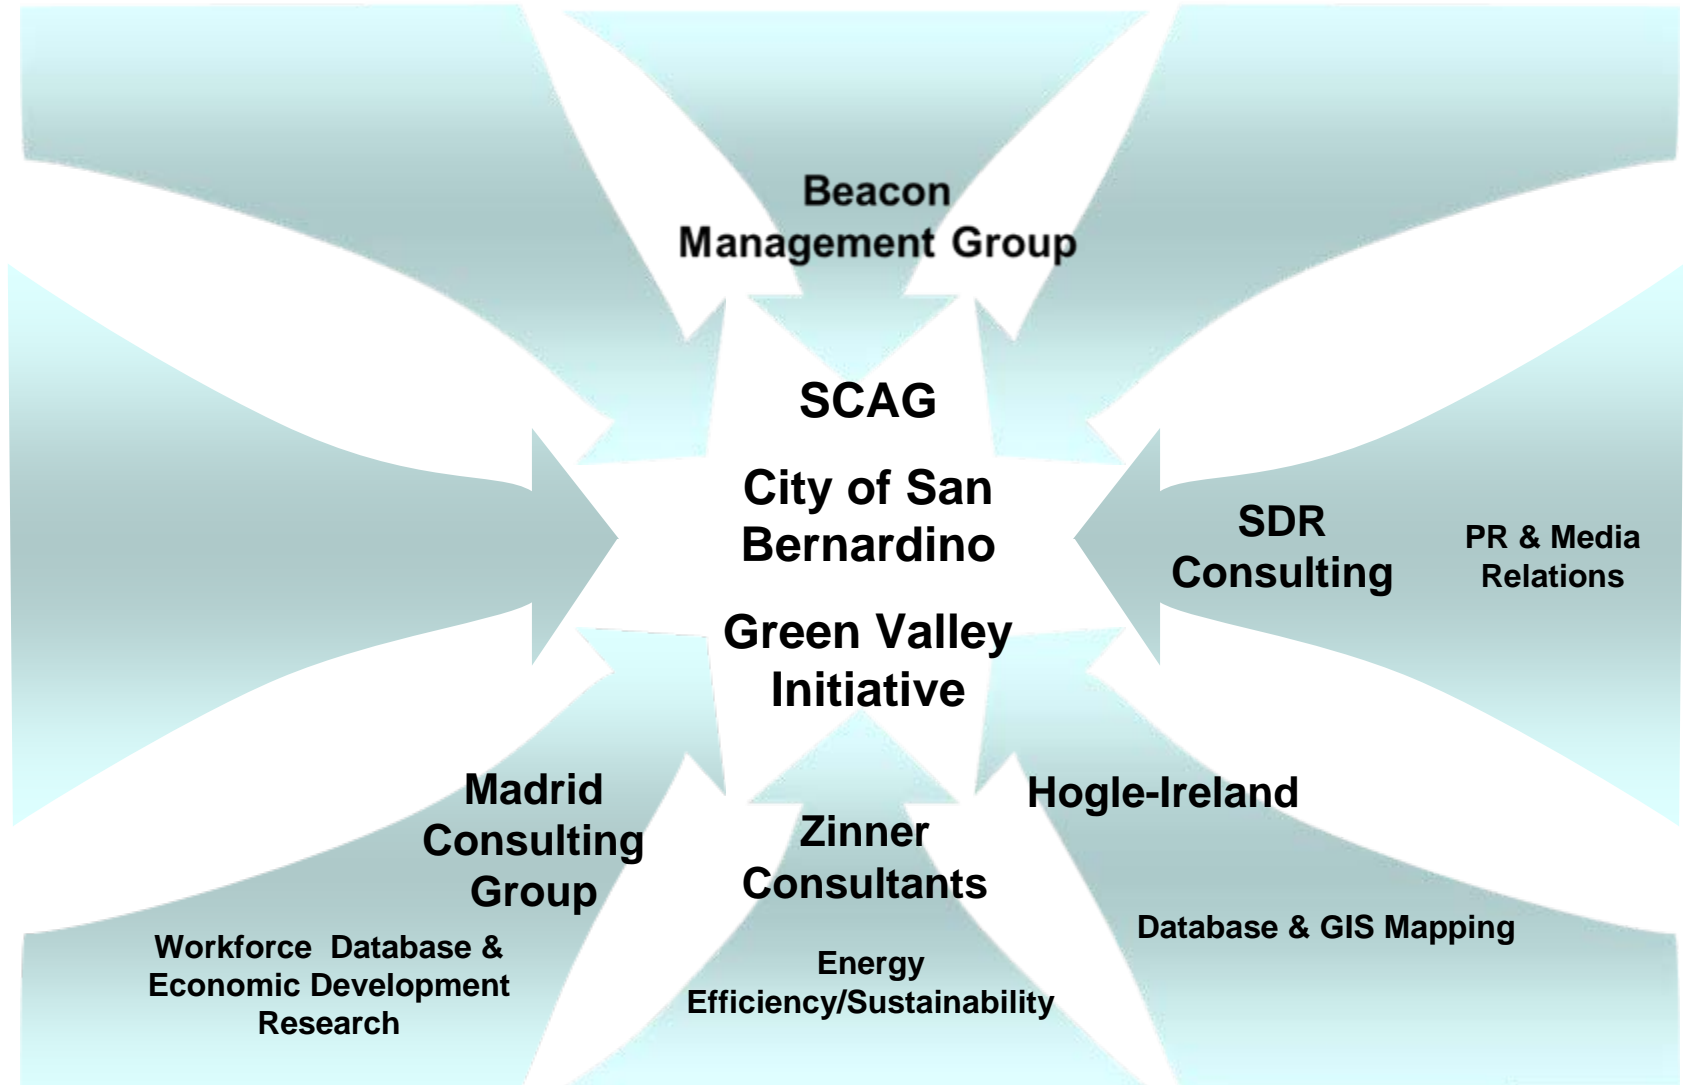 Beacon
Management Group
SCAG
City of San
Bernardino
Green Valley
Initiative
SDR
Consulting
PR & Media
Relations
Madrid
Consulting
Group
Workforce  Database &
Economic Development
Research
Zinner
Consultants
Energy
Efficiency/Sustainability
Hogle-Ireland
Database & GIS Mapping